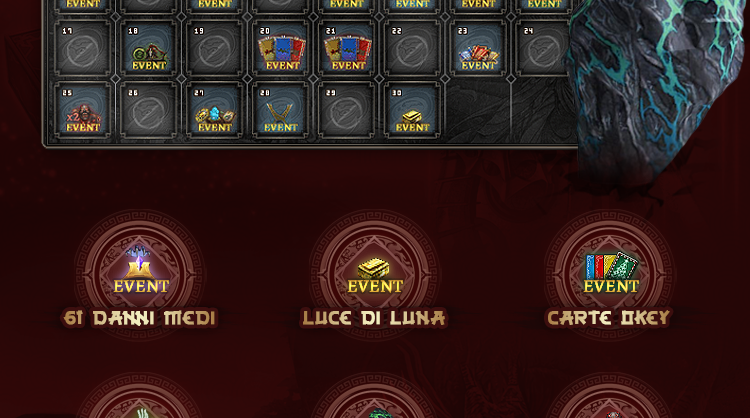 EVENT EVENT EVENT EVENT EVENT EVENT
17 18 19 20 21 22 23 24
EVENT EVENT EVENT EVENT
25 26 27 28 29 30
x2
EVENT EVENT EVENT EVENT
EVENT EVENT EVENT
61 DANNI MEDI LUCE DI LUNA CARTE OKEY